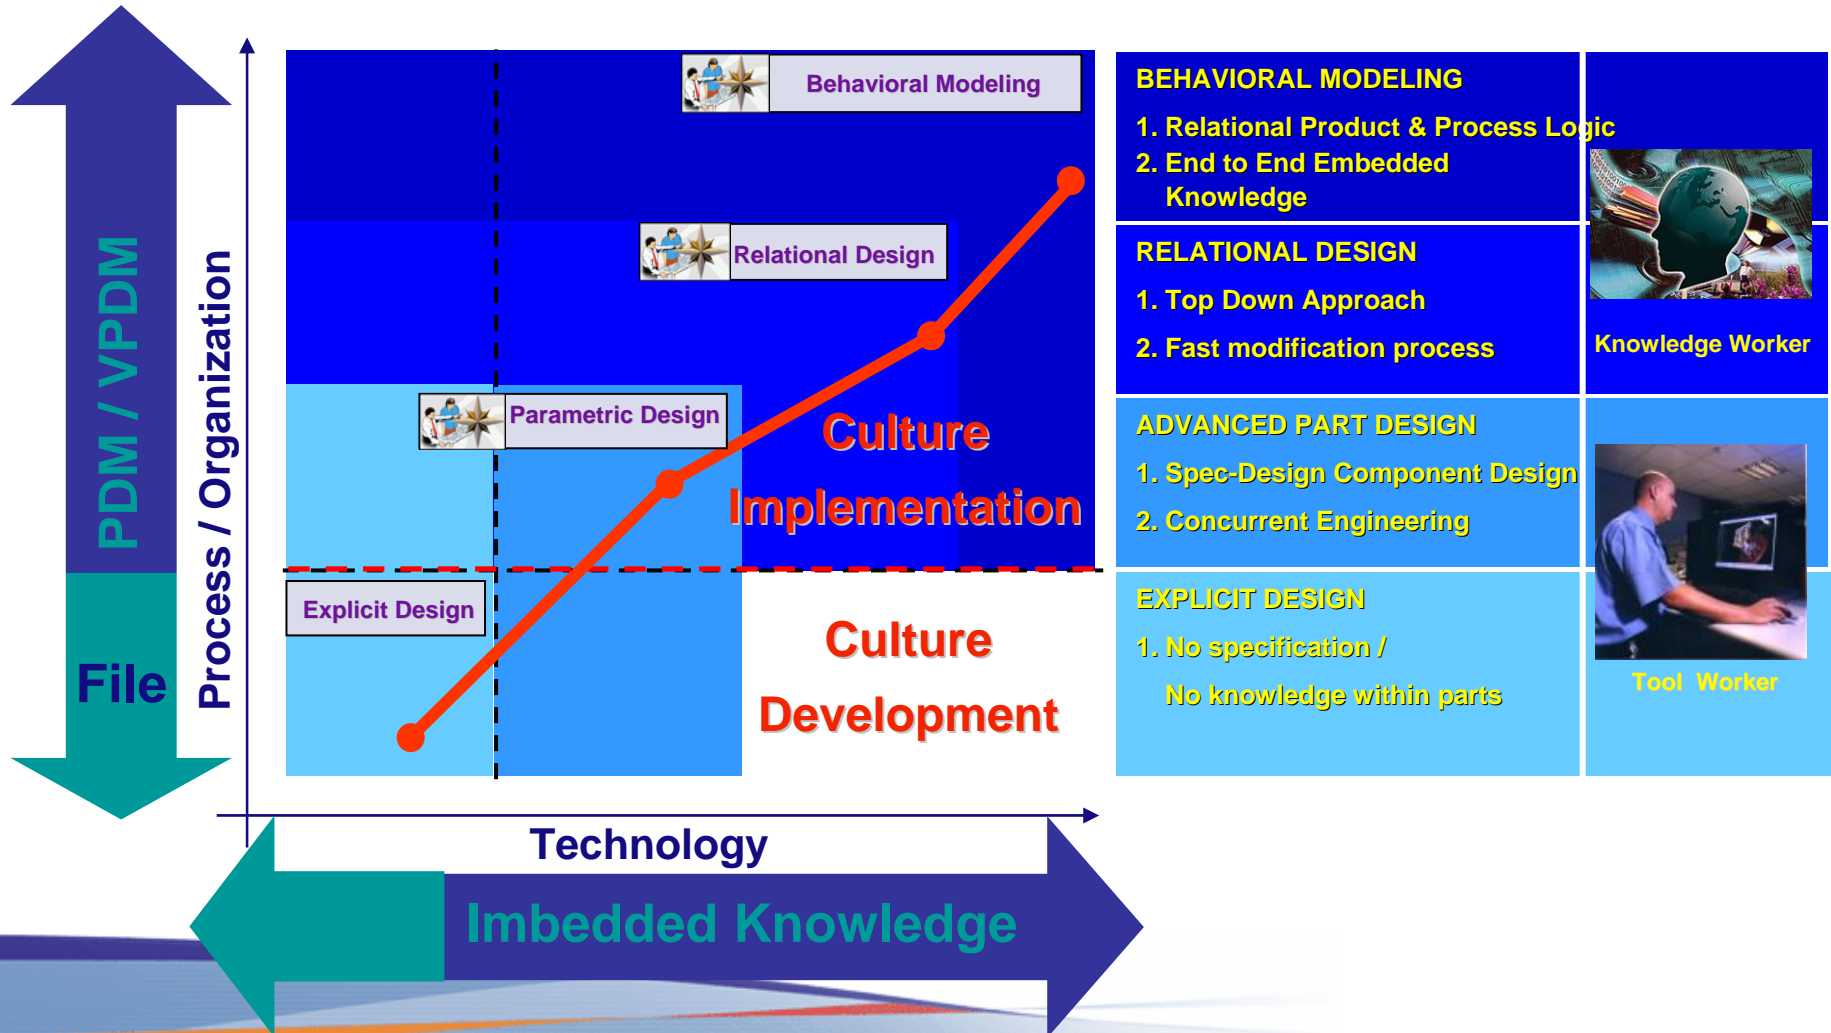 PDM / VPDM
File
Process / Organization
Behavioral Modeling
Relational Design
Parametric Design
Explicit Design
Culture
Implementation
Culture
Development
Technology
Imbedded Knowledge
BEHAVIORAL MODELING
1. Relational Product & Process Logic
2. End to End Embedded
Knowledge
RELATIONAL DESIGN
1. Top Down Approach
2. Fast modification process
Knowledge Worker
ADVANCED PART DESIGN
1. Spec-Design Component Design
2. Concurrent Engineering
EXPLICIT DESIGN
1. No specification /
No knowledge within parts
Tool Worker